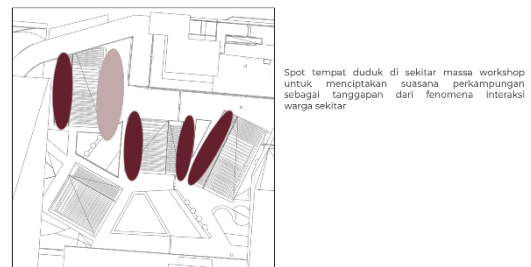 Spot tempat duduk di sekitar massa workshop
untuk menciptakan suasana perkampungan
sebagai tanggapan dari fenomena interaksi
warga sekitar